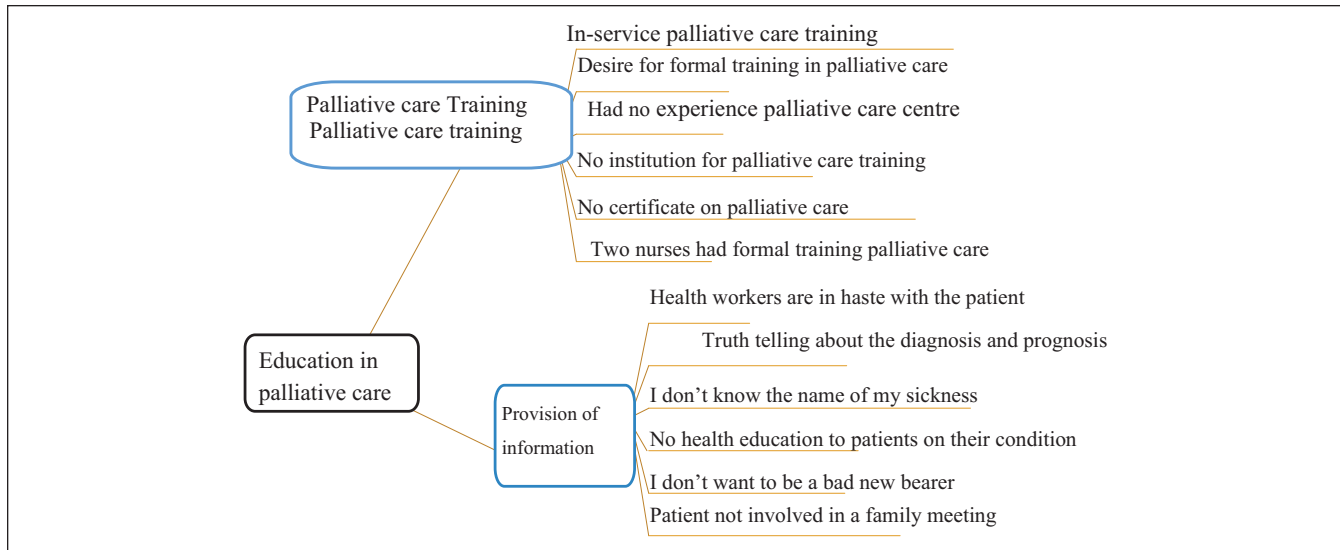 In-service palliative care training
Desire for formal training in palliative care
Palliative care Training
Palliative care training
Had no experience palliative care centre
No institution for palliative care training
No certificate on palliative care
Two nurses had formal training palliative care
Health workers are in haste with the patient
Truth telling about the diagnosis and prognosis
Education in
palliative care
I don’t know the name of my sickness
Provision of
information
No health education to patients on their condition
I don’t want to be a bad new bearer
Patient not involved in a family meeting